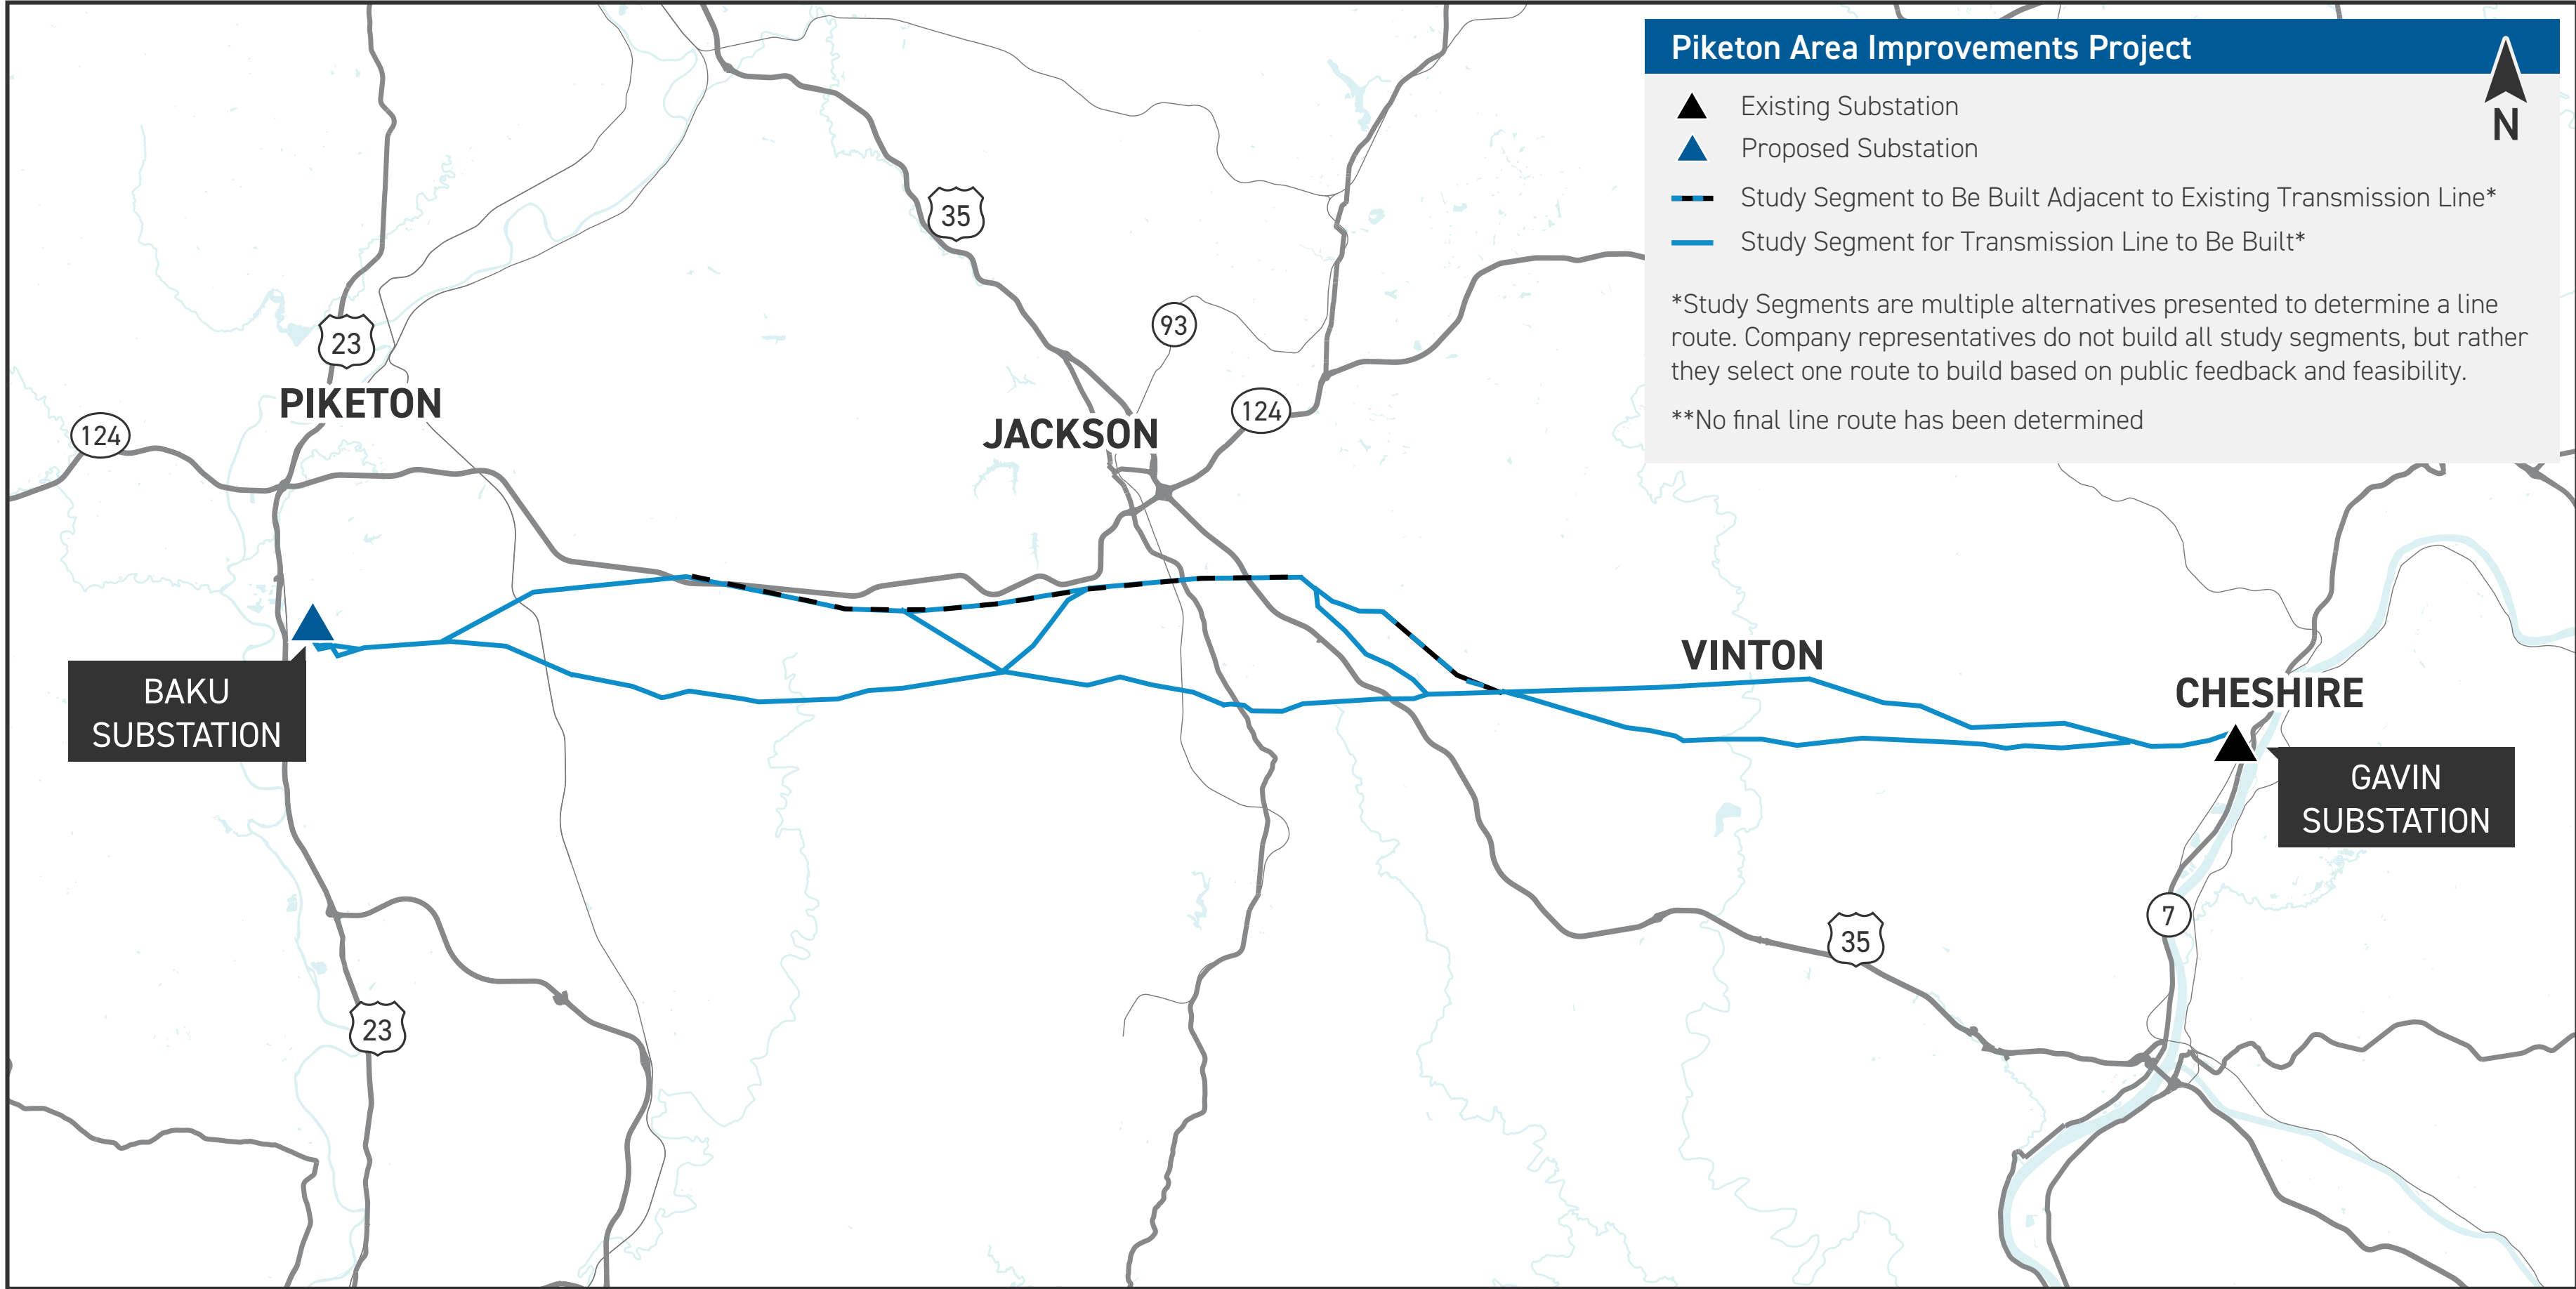 Piketon Area Improvements Project
N
Existing Substation
Proposed Substation
Study Segment to Be Built Adjacent to Existing Transmission Line*
Study Segment for Transmission Line to Be Built*
*Study Segments are multiple alternatives presented to determine a line
route. Company representatives do not build all study segments, but rather
they select one route to build based on public feedback and feasibility.
**No final line route has been determined
35
93
23
PIKETON
124
JACKSON
124
VINTON
CHESHIRE
BAKU
SUBSTATION
GAVIN
SUBSTATION
7
35
23